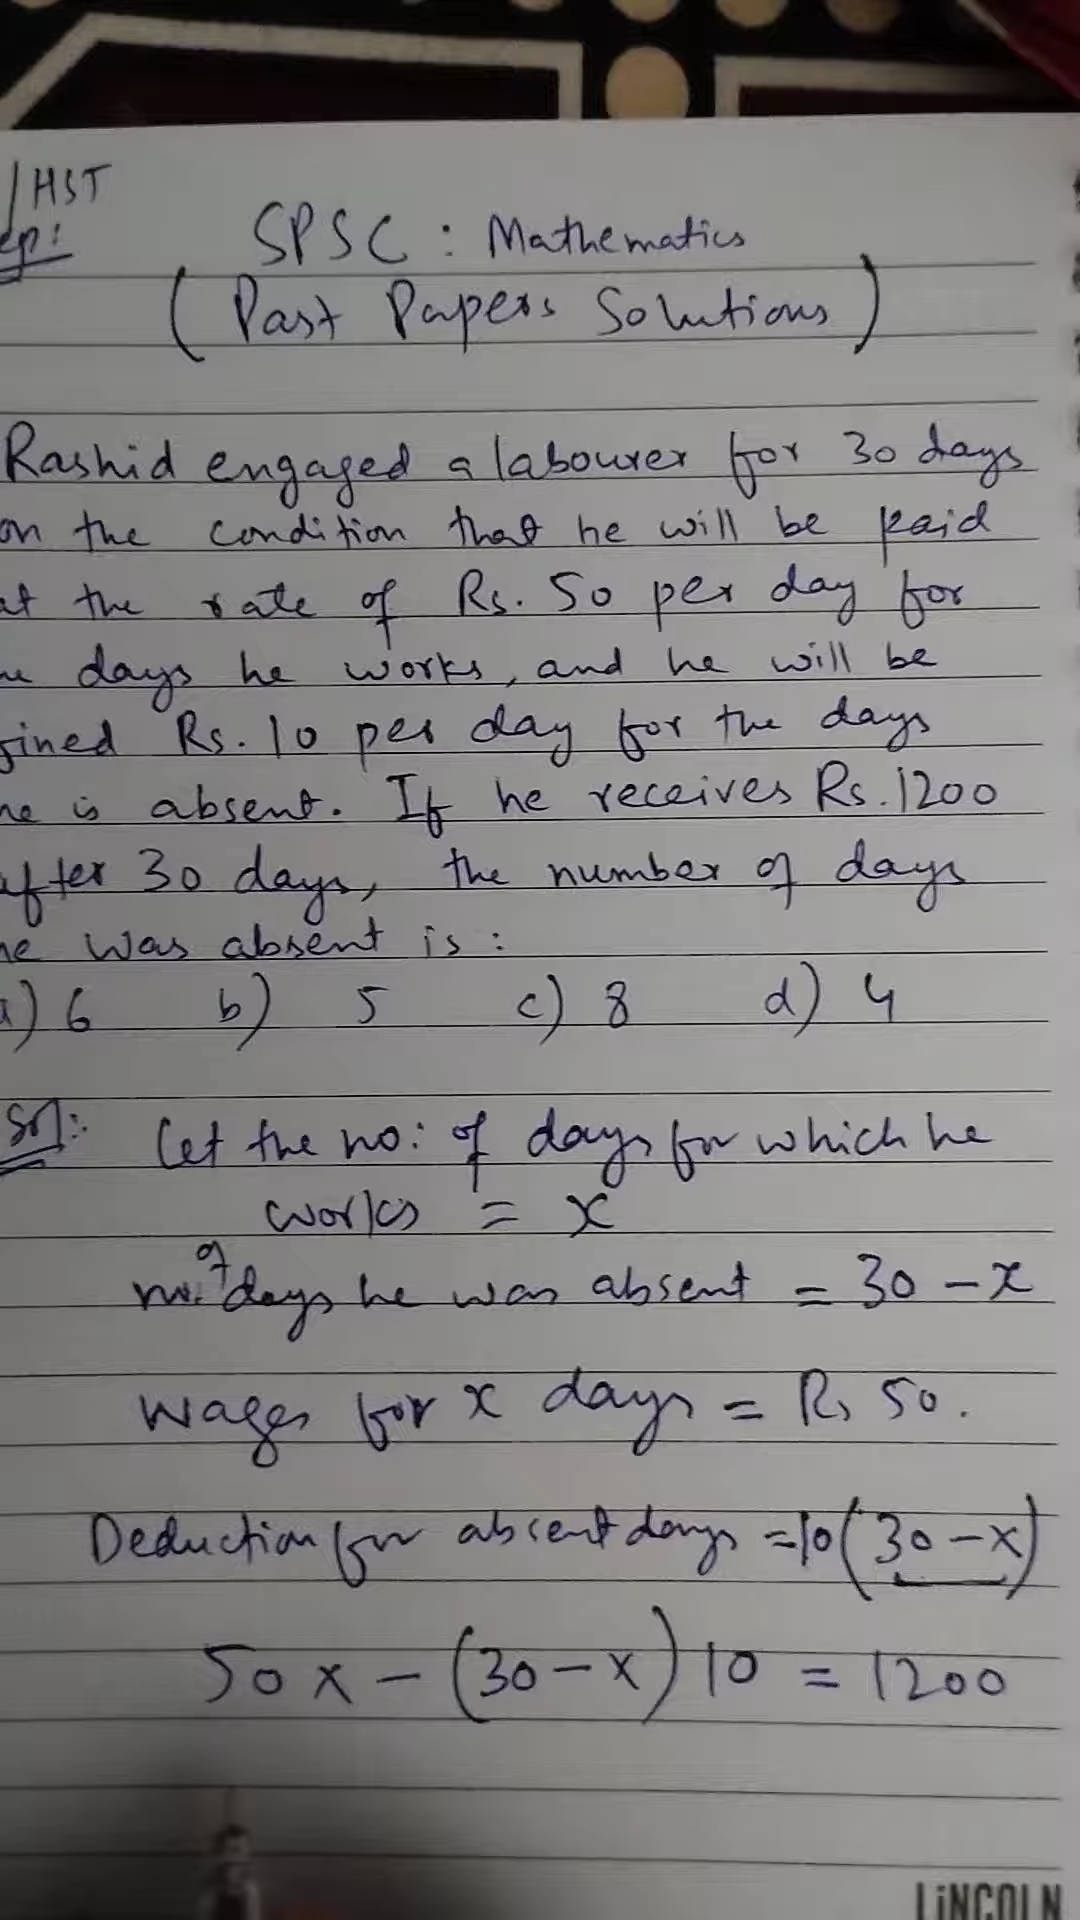 /HST
ep:
SPSC: Mathematics
(Past Papers Solutions)
Rashid engaged a labourer for 30 days
on the condition that he will be paid
at the rate of Rs. 50 per day for
e days he works, and he will be
fined Rs. 10 per day for the days
he is absent. If he receives Rs. 1200
after 30 days, the number of days
he was absent is:
a) 6 b) 5 c) 8 d) 4
Sol: Let the no: of days for which he
works = x
no. of days he was absent = 30 - x
Wages for x days = Rs 50.
Deduction for absent days = 10(30-x)
50x - (30-x)10 = 1200
LiNCOLN